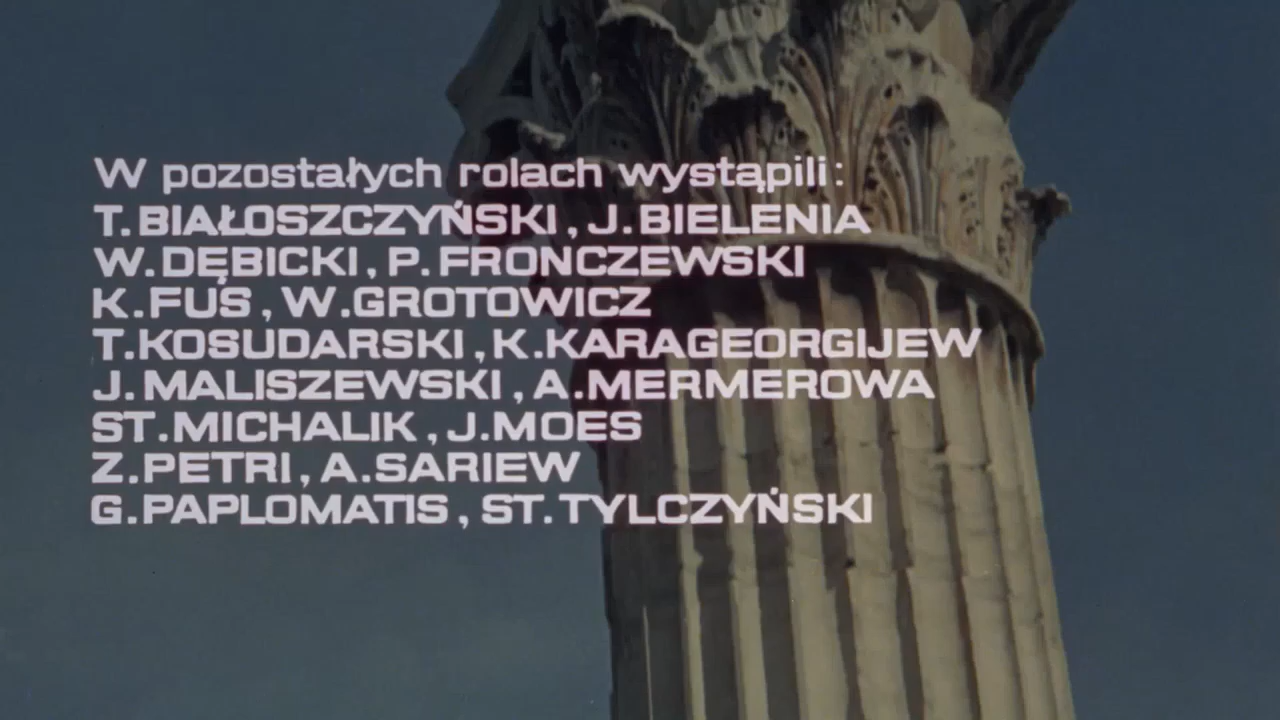 W pozostałych rolach wystąpili:
T. BIAŁOSZCZYŃSKI, J. BIELENIA
W. DĘBICKI, P. FRONCZEWSKI
K. FUS, W. GROTOWICZ
T. KOSUDARSKI, K. KARAGEORGIJEW
J. MALISZEWSKI, A. MERMEROWA
ST. MICHALIK, J. MOES
Z. PETRI, A. SARIEW
G. PAPLOMATIS, ST. TYLCZYŃSKI